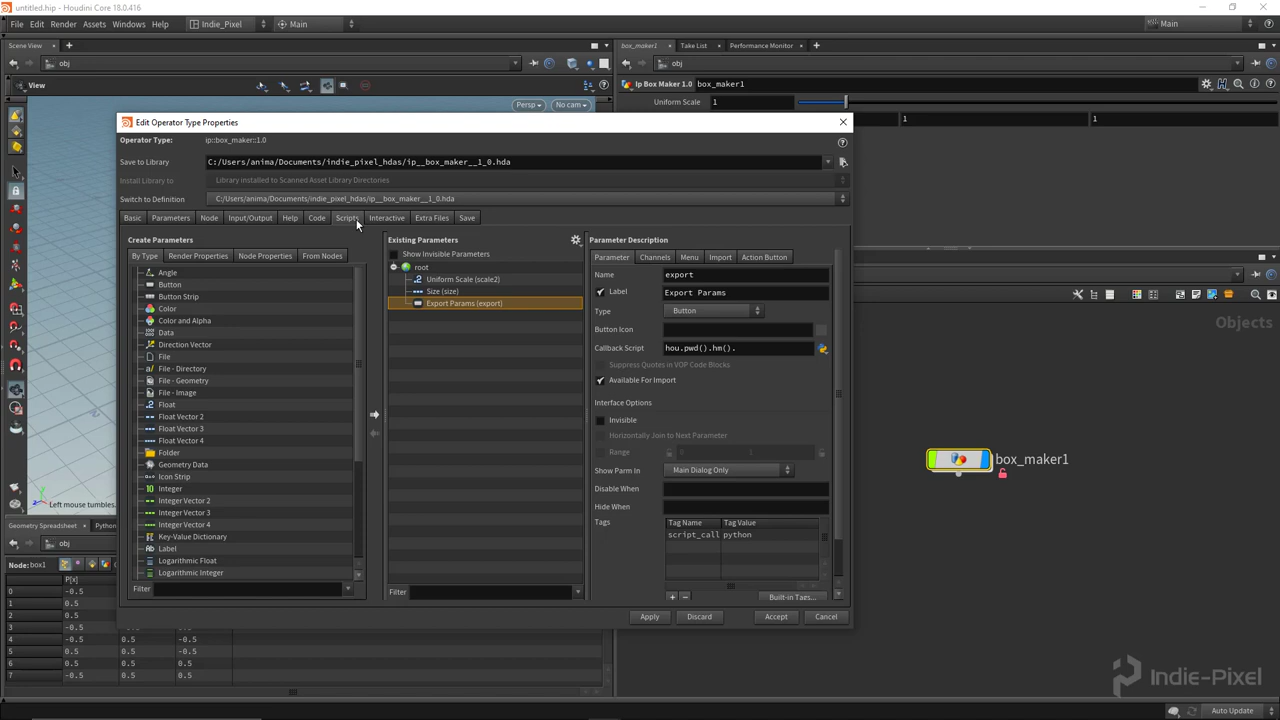 untitled.hip - Houdini Core 18.0.416
File Edit Render Assets Windows Help Indie_Pixel Main Main
Scene View box_maker1 Take List Performance Monitor
obj obj
View Ip Box Maker 1.0 box_maker1
Persp No cam Uniform Scale 1
1 1
Edit Operator Type Properties
Operator Type: ip::box_maker::1.0
Save to Library C:/Users/anima/Documents/indie_pixel_hdas/ip__box_maker__1_0.hda
Install Library to Library installed to Scanned Asset Library Directories
Switch to Definition C:/Users/anima/Documents/indie_pixel_hdas/ip__box_maker__1_0.hda
Basic Parameters Node Input/Output Help Code Scripts Interactive Extra Files Save
Create Parameters Existing Parameters Parameter Description
By Type Render Properties Node Properties From Nodes Show Invisible Parameters Parameter Channels Menu Import Action Button
Angle root Name export
Button Uniform Scale (scale2) Label Export Params
Button Strip Size (size) Type Button
Color Export Params (export) Button Icon
Color and Alpha Callback Script hou.pwd().hm().
Data Suppress Quotes in VOP Code Blocks
Direction Vector Available For Import
File Interface Options
File - Directory Invisible
File - Geometry Horizontally Join to Next Parameter
File - Image Range 0 1
Float Show Parm In Main Dialog Only
Float Vector 2 Disable When
Float Vector 3 Hide When
Float Vector 4 Tags Tag Name Tag Value
Folder script_call python
Geometry Data
Icon Strip
Integer
Integer Vector 2
Integer Vector 3
Integer Vector 4
Key-Value Dictionary
Label
Logarithmic Float
Logarithmic Integer
Filter Filter + - Built-in Tags...
Apply Discard Accept Cancel
Left mouse tumbles.
Geometry Spreadsheet Python
obj
Node: box1
P[x]
0 -0.5
1 0.5
2 0.5
3 -0.5
4 -0.5 0.5 -0.5
5 0.5 0.5 -0.5
6 0.5 0.5 0.5
7 -0.5 0.5 0.5
obj
Objects
box_maker1
Indie-Pixel
Auto Update